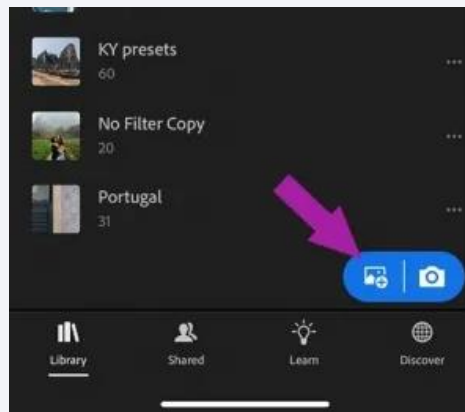 KY presets
60
No Filter Copy
20
Portugal
31
Library
Shared
Learn
Discover